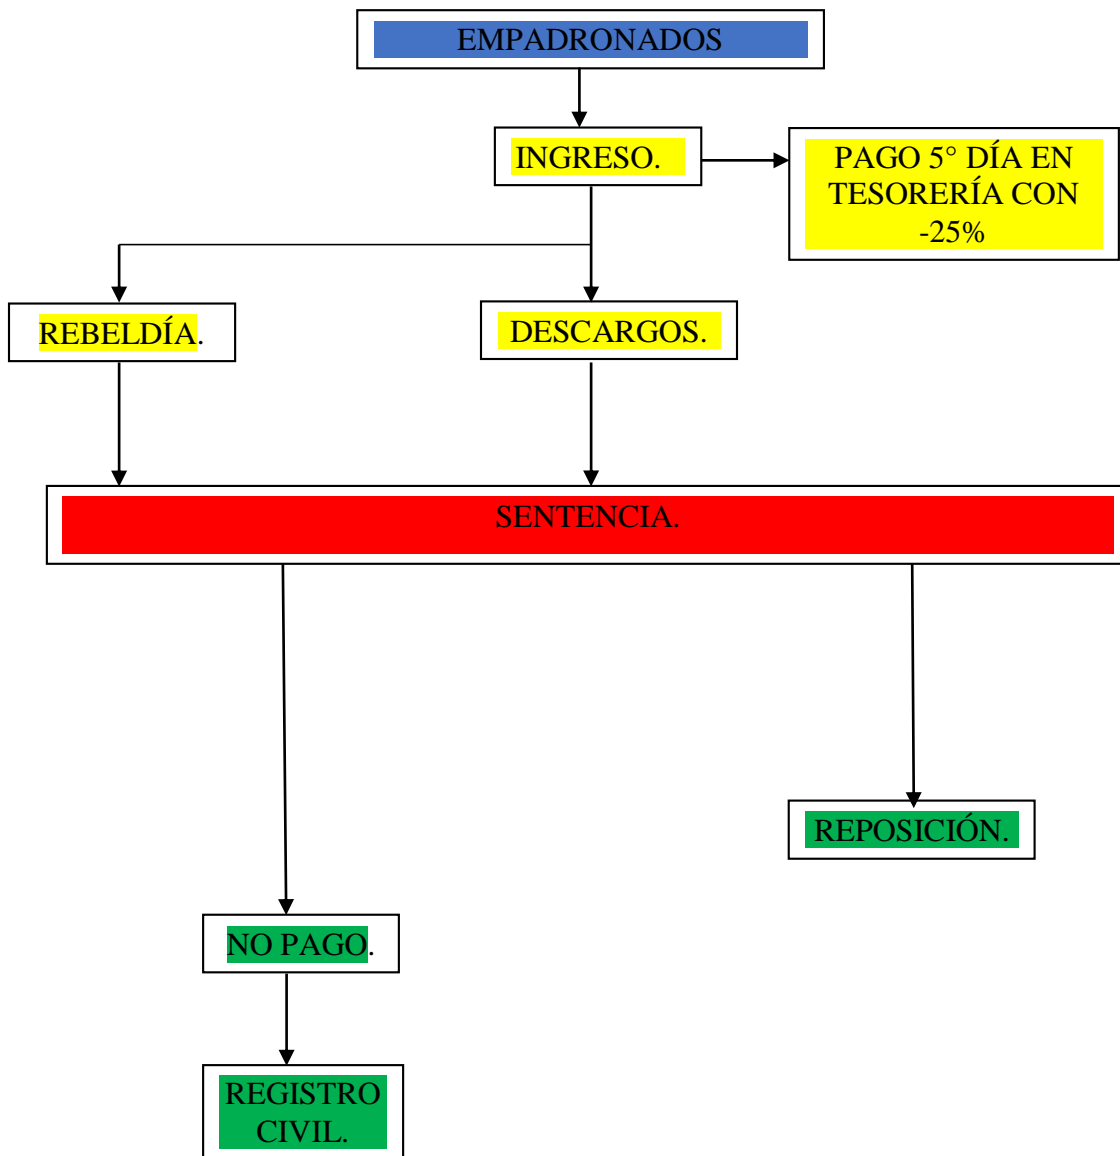 EMPADRONADOS
INGRESO.
PAGO 5° DÍA EN
TESORERÍA CON
-25%
REBELDÍA.
DESCARGOS.
SENTENCIA.
REPOSICIÓN.
NO PAGO.
REGISTRO
CIVIL.